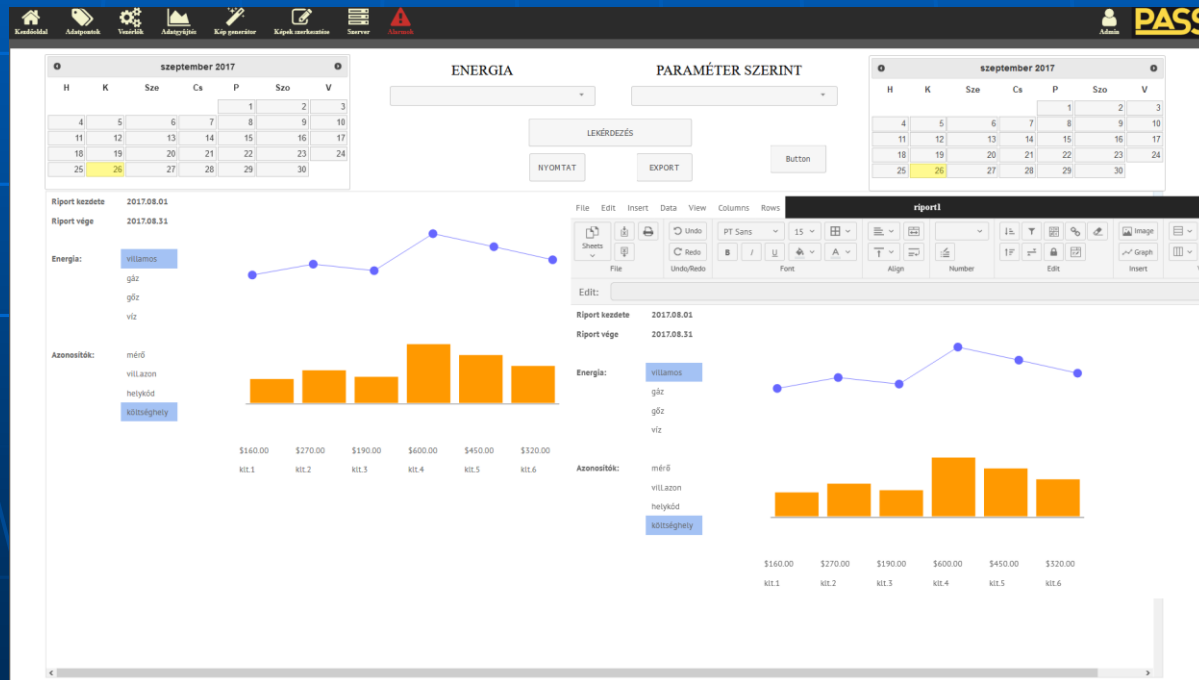 Kezdőoldal Adatpontok Vezérlők Adatgyűjtés Kép generátor Képek szerkesztése Szerver Alarmok Admin PASS
szeptember 2017
H K Sze Cs P Szo V
1 2 3
4 5 6 7 8 9 10
11 12 13 14 15 16 17
18 19 20 21 22 23 24
25 26 27 28 29 30
ENERGIA
PARAMÉTER SZERINT
LEKÉRDEZÉS
NYOMTAT
EXPORT
Button
szeptember 2017
H K Sze Cs P Szo V
1 2 3
4 5 6 7 8 9 10
11 12 13 14 15 16 17
18 19 20 21 22 23 24
25 26 27 28 29 30
Riport kezdete 2017.08.01
Riport vége 2017.08.31
Energia: villamos
gáz
gőz
víz
Azonosítók: mérő
vill.azon
helykód
költséghely
$160.00 $270.00 $190.00 $600.00 $450.00 $320.00
klt.1 klt.2 klt.3 klt.4 klt.5 klt.6
File Edit Insert Data View Columns Rows riport1
Sheets Undo PT Sans 15 Image
Redo B I U A Graph
File Undo/Redo Font Align Number Edit Insert
Edit:
Riport kezdete 2017.08.01
Riport vége 2017.08.31
Energia: villamos
gáz
gőz
víz
Azonosítók: mérő
vill.azon
helykód
költséghely
$160.00 $270.00 $190.00 $600.00 $450.00 $320.00
klt.1 klt.2 klt.3 klt.4 klt.5 klt.6